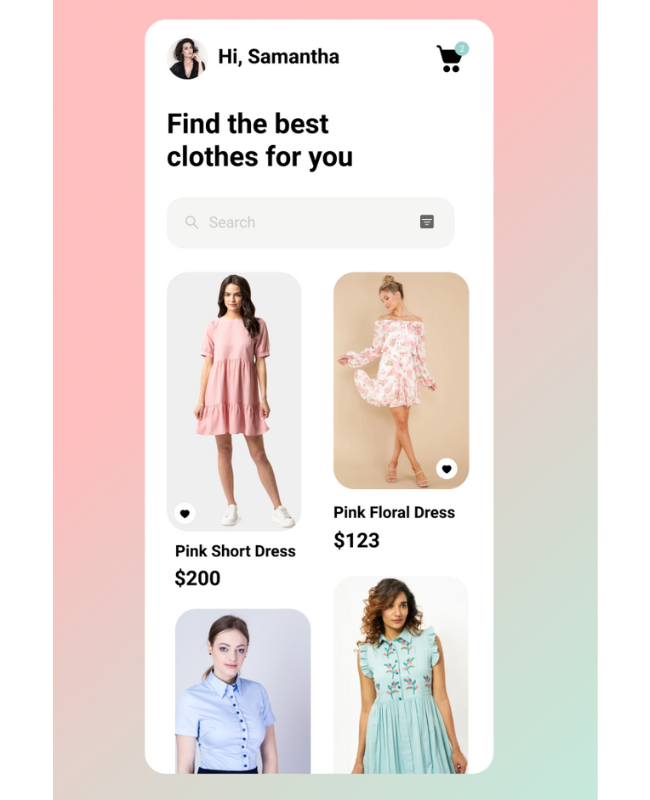 Hi, Samantha
2
Find the best
clothes for you
Search
Pink Short Dress
$200
Pink Floral Dress
$123